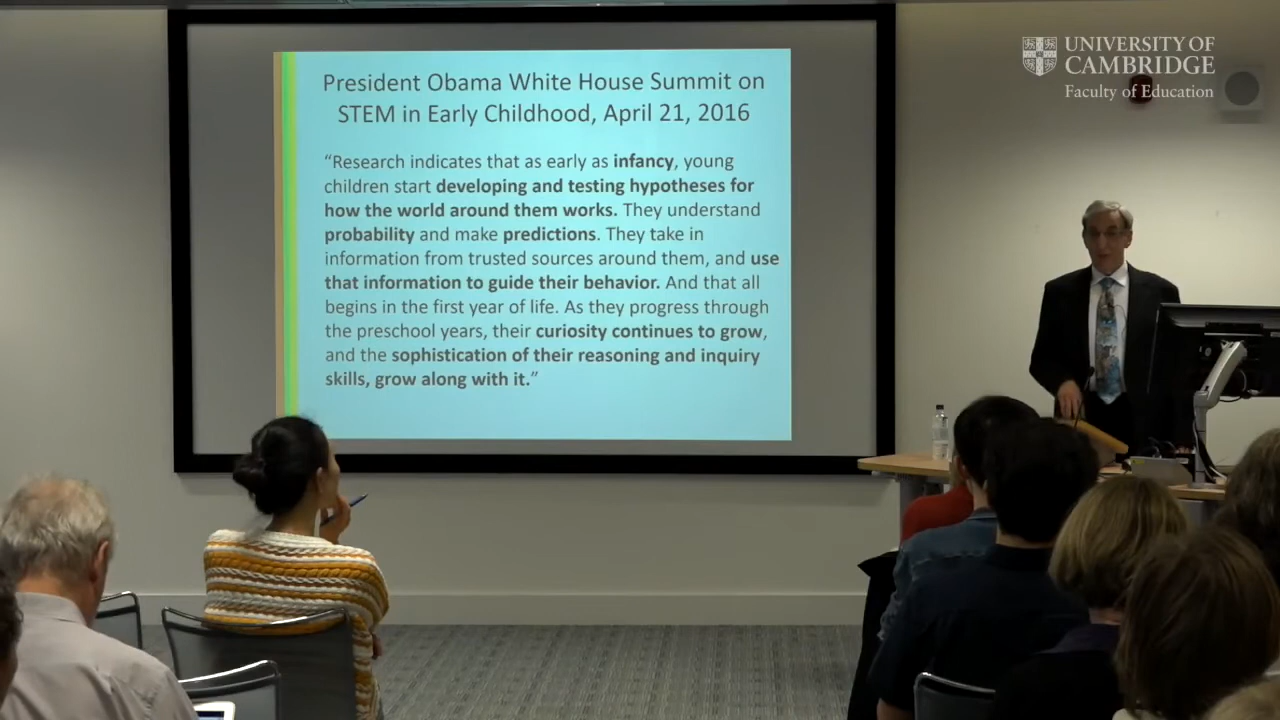 President Obama White House Summit on
STEM in Early Childhood, April 21, 2016
“Research indicates that as early as infancy, young
children start developing and testing hypotheses for
how the world around them works. They understand
probability and make predictions. They take in
information from trusted sources around them, and use
that information to guide their behavior. And that all
begins in the first year of life. As they progress through
the preschool years, their curiosity continues to grow,
and the sophistication of their reasoning and inquiry
skills, grow along with it.”
UNIVERSITY OF
CAMBRIDGE
Faculty of Education